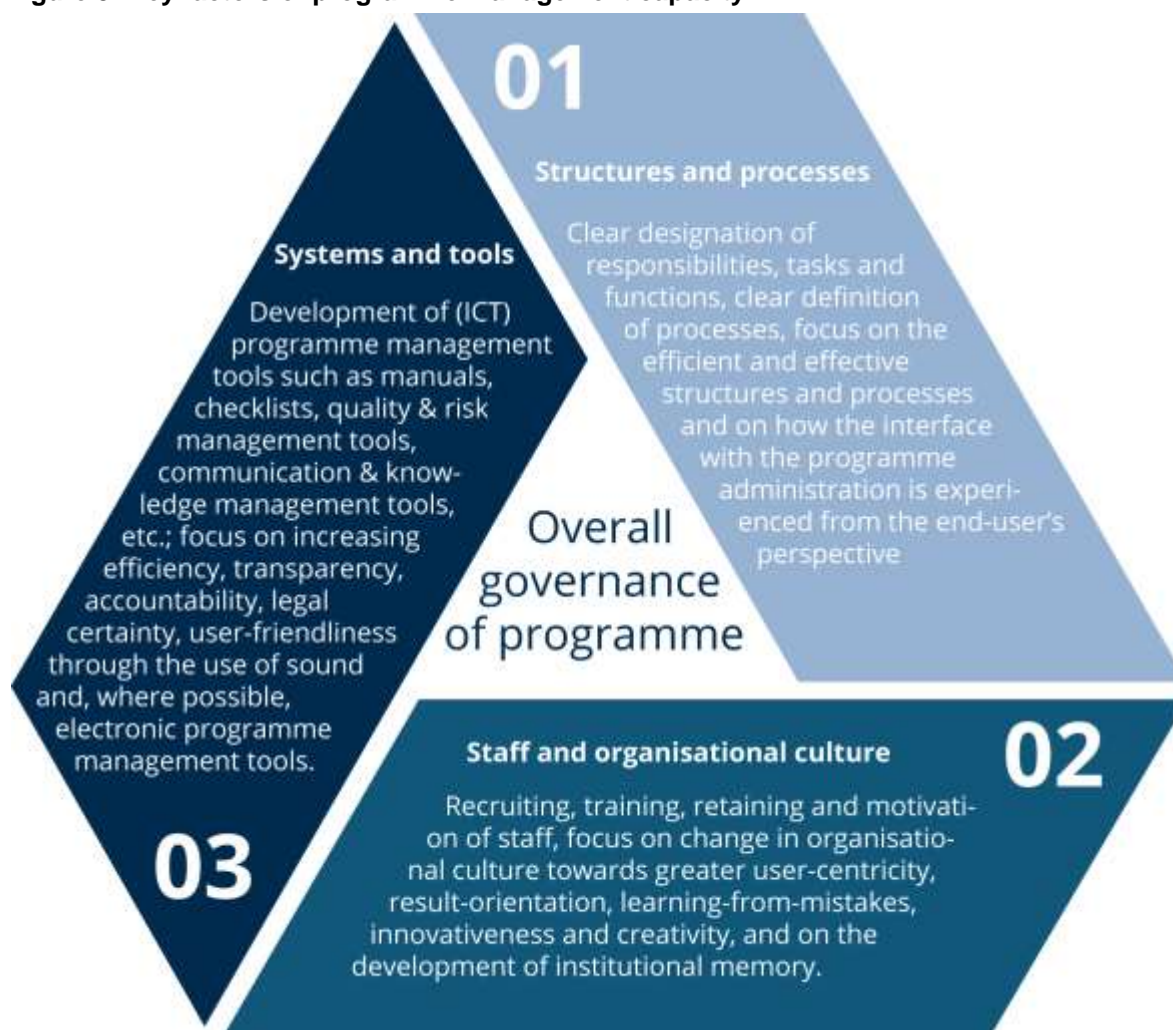 01
Structures and processes
Clear designation of
responsibilities, tasks and
functions, clear definition
of processes, focus on the
efficient and effective
structures and processes
and on how the interface
with the programme
administration is experi-
enced from the end-user's
perspective
Overall
governance
of programme
Staff and organisational culture
02
Recruiting, training, retaining and motivati-
on of staff, focus on change in organisatio-
nal culture towards greater user-centricity,
result-orientation, learning-from-mistakes,
innovativeness and creativity, and on the
development of institutional memory.
Systems and tools
Development of (ICT)
programme management
tools such as manuals,
checklists, quality & risk
management tools,
communication & know-
ledge management tools,
etc.; focus on increasing
efficiency, transparency,
accountability, legal
certainty, user-friendliness
through the use of sound
and, where possible,
electronic programme
management tools.
03